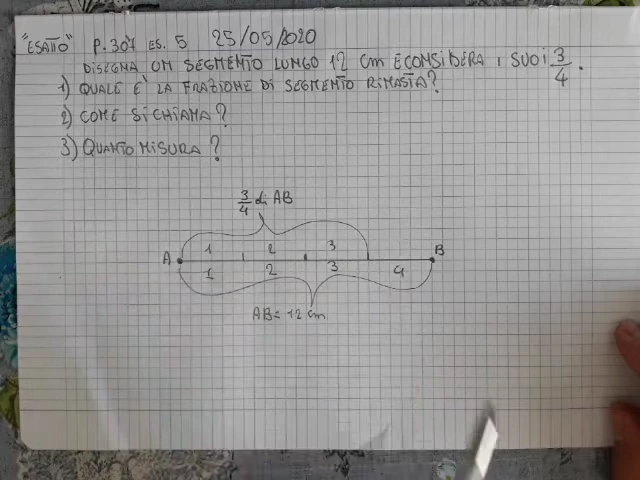 "ESATTO" P. 307 ES. 5 25/05/2020
DISEGNA UN SEGMENTO LUNGO 12 cm E CONSIDERA I SUOI 3/4.
1) QUALE È LA FRAZIONE DI SEGMENTO RIMASTA?
2) COME SI CHIAMA?
3) QUANTO MISURA?
3/4 di AB
1 2 3
A B
1 2 3 4
AB = 12 cm